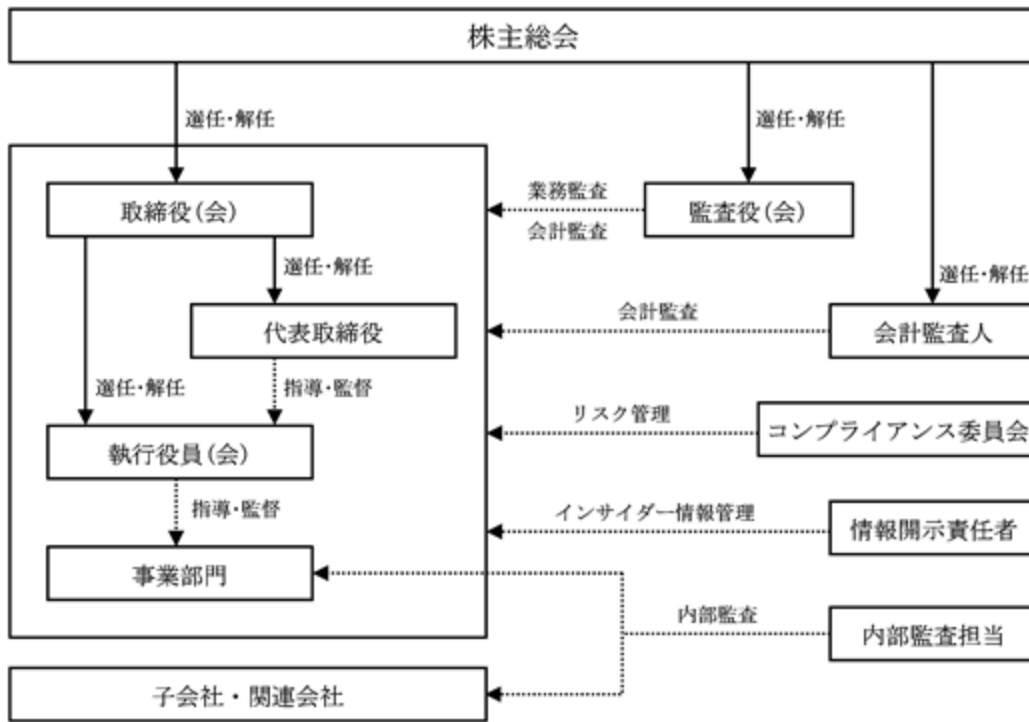 株主総会
選任・解任
選任・解任
取締役(会)
業務監査
監査役(会)
会計監査
選任・解任
選任・解任
代表取締役
会計監査
会計監査人
選任・解任
指導・監督
リスク管理
コンプライアンス委員会
執行役員(会)
指導・監督
インサイダー情報管理
情報開示責任者
事業部門
内部監査
内部監査担当
子会社・関連会社